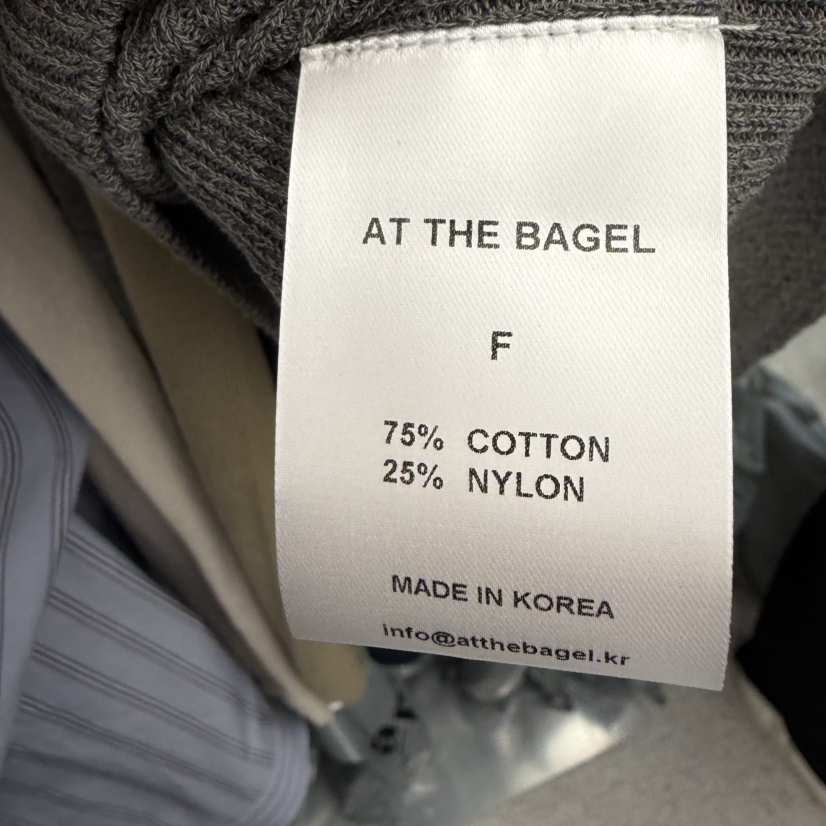 AT THE BAGEL
F
75% COTTON
25% NYLON
MADE IN KOREA
info@atthebagel.kr